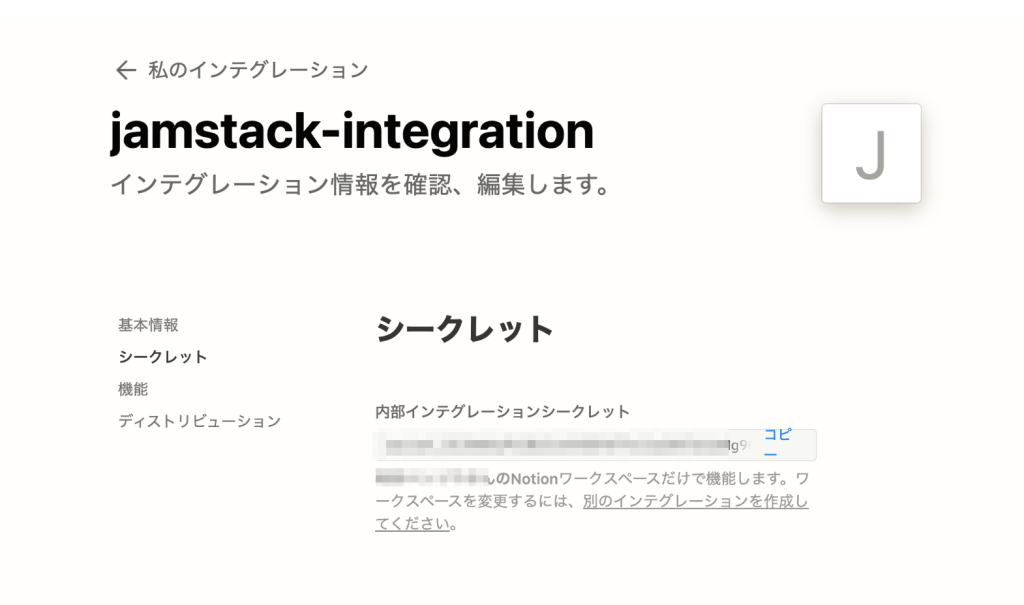 私のインテグレーション
jamstack-integration
インテグレーション情報を確認、編集します。
J
基本情報
シークレット
機能
ディストリビューション
シークレット
内部インテグレーションシークレット
コピ
ー
んのNotionワークスペースだけで機能します。ワ
ークスペースを変更するには、別のインテグレーションを作成し
てください。